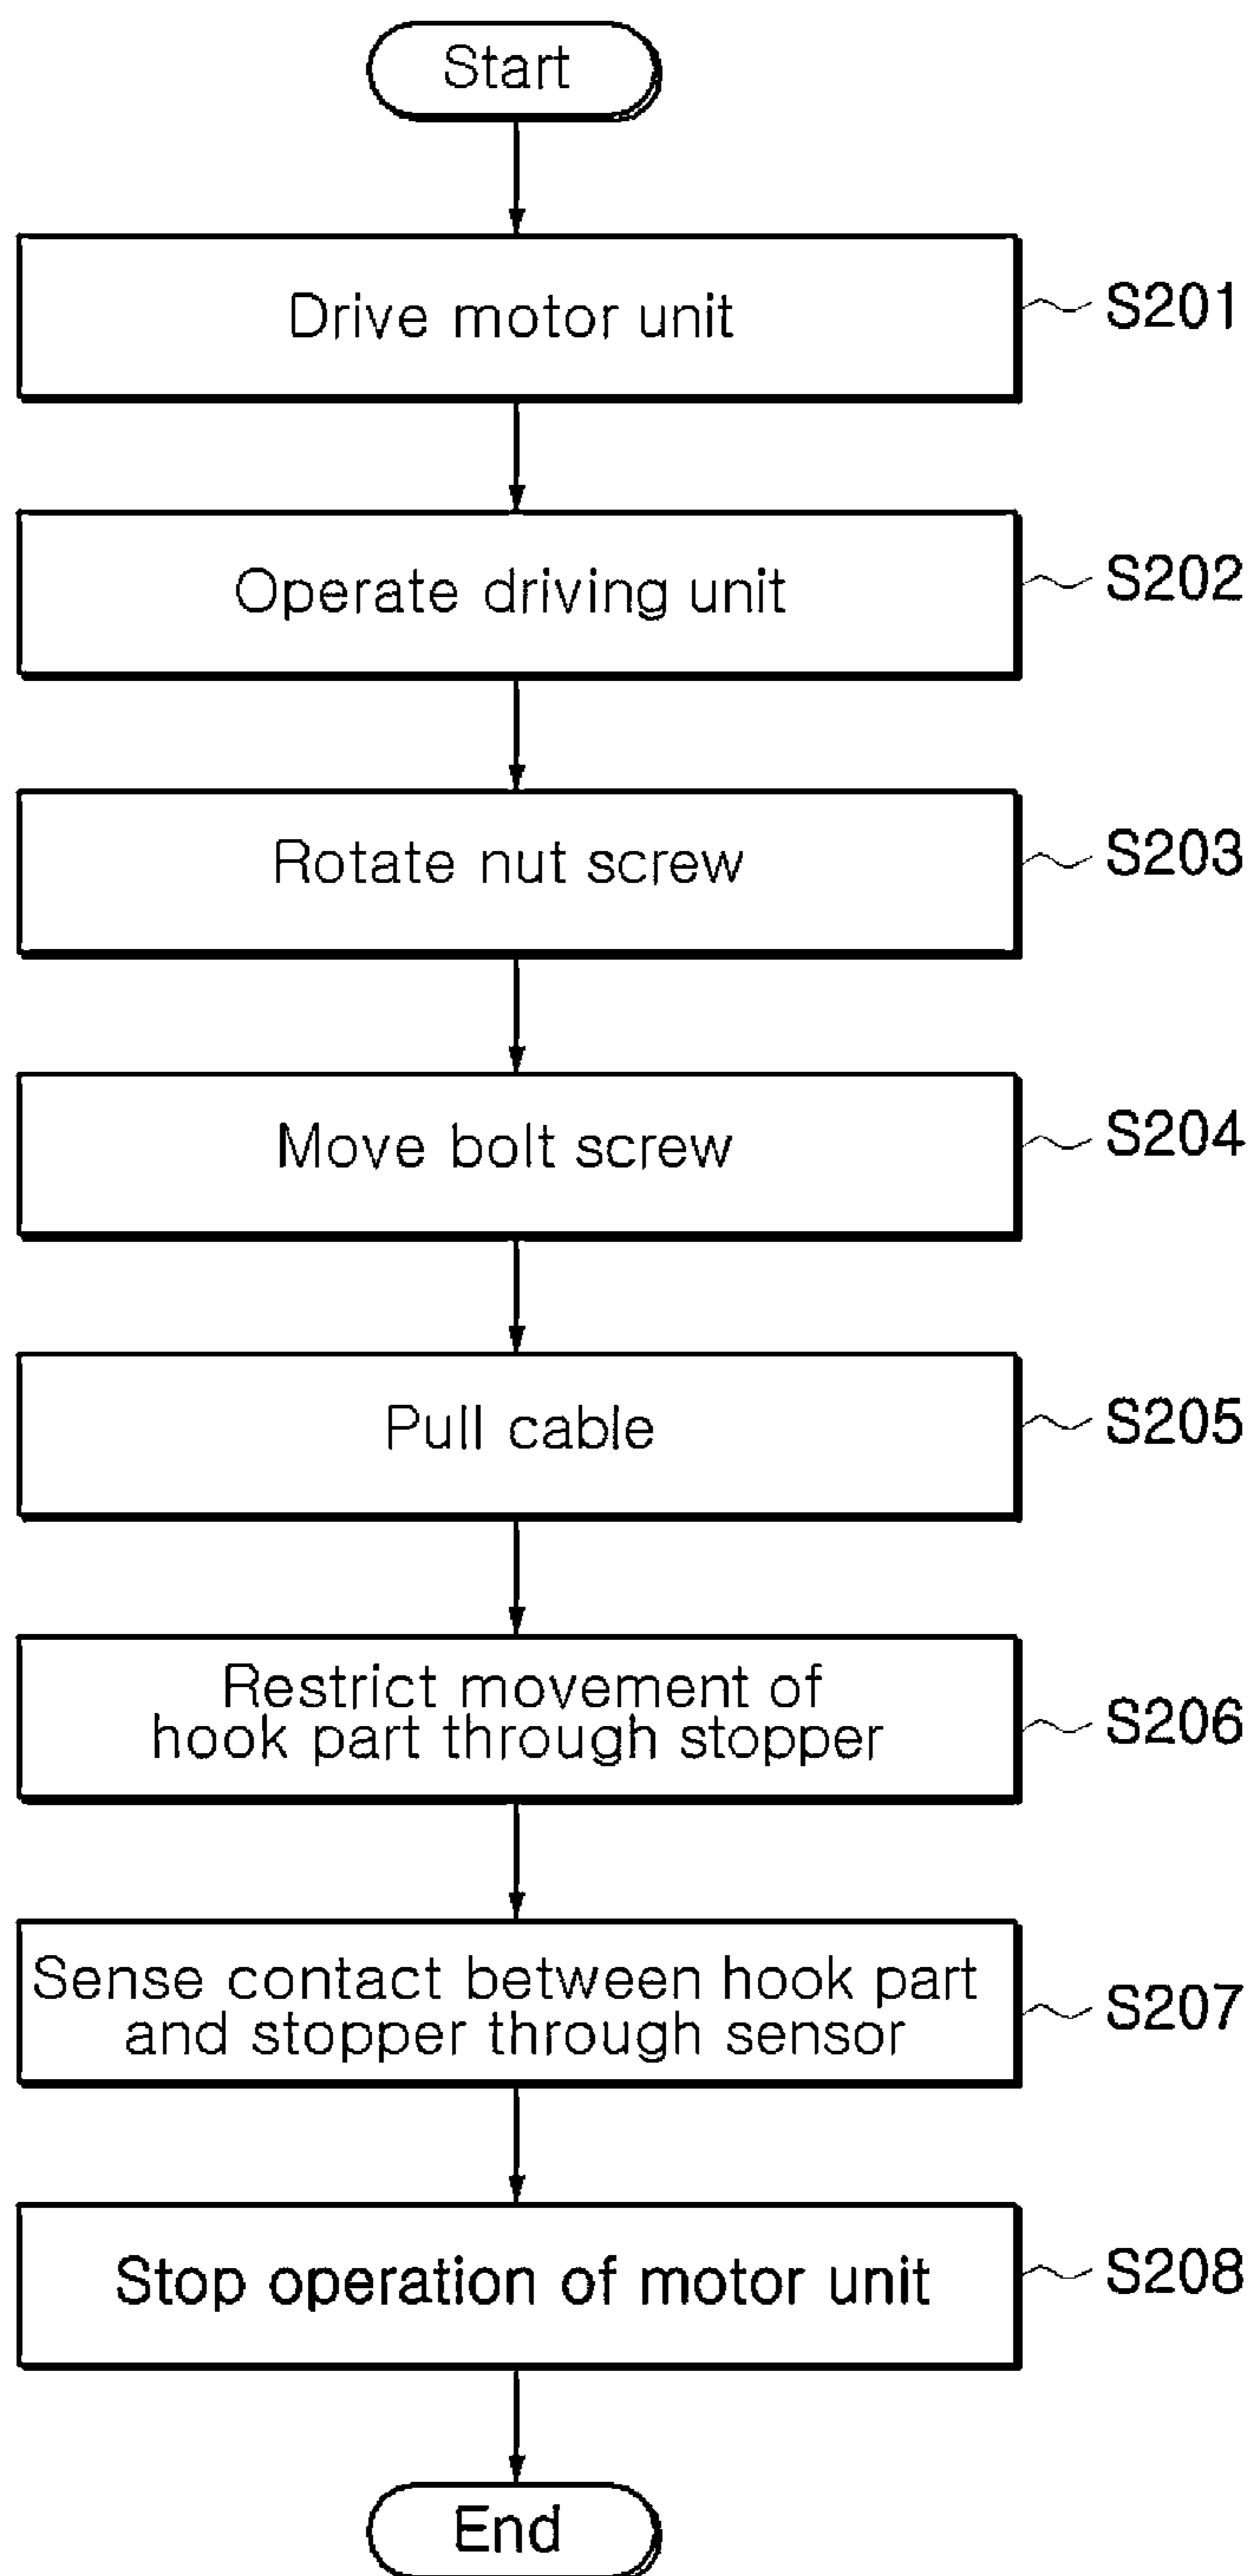 Start
Drive motor unit
S201
Operate driving unit
S202
Rotate nut screw
S203
Move bolt screw
S204
Pull cable
S205
Restrict movement of
hook part through stopper
S206
Sense contact between hook part
and stopper through sensor
S207
Stop operation of motor unit
S208
End